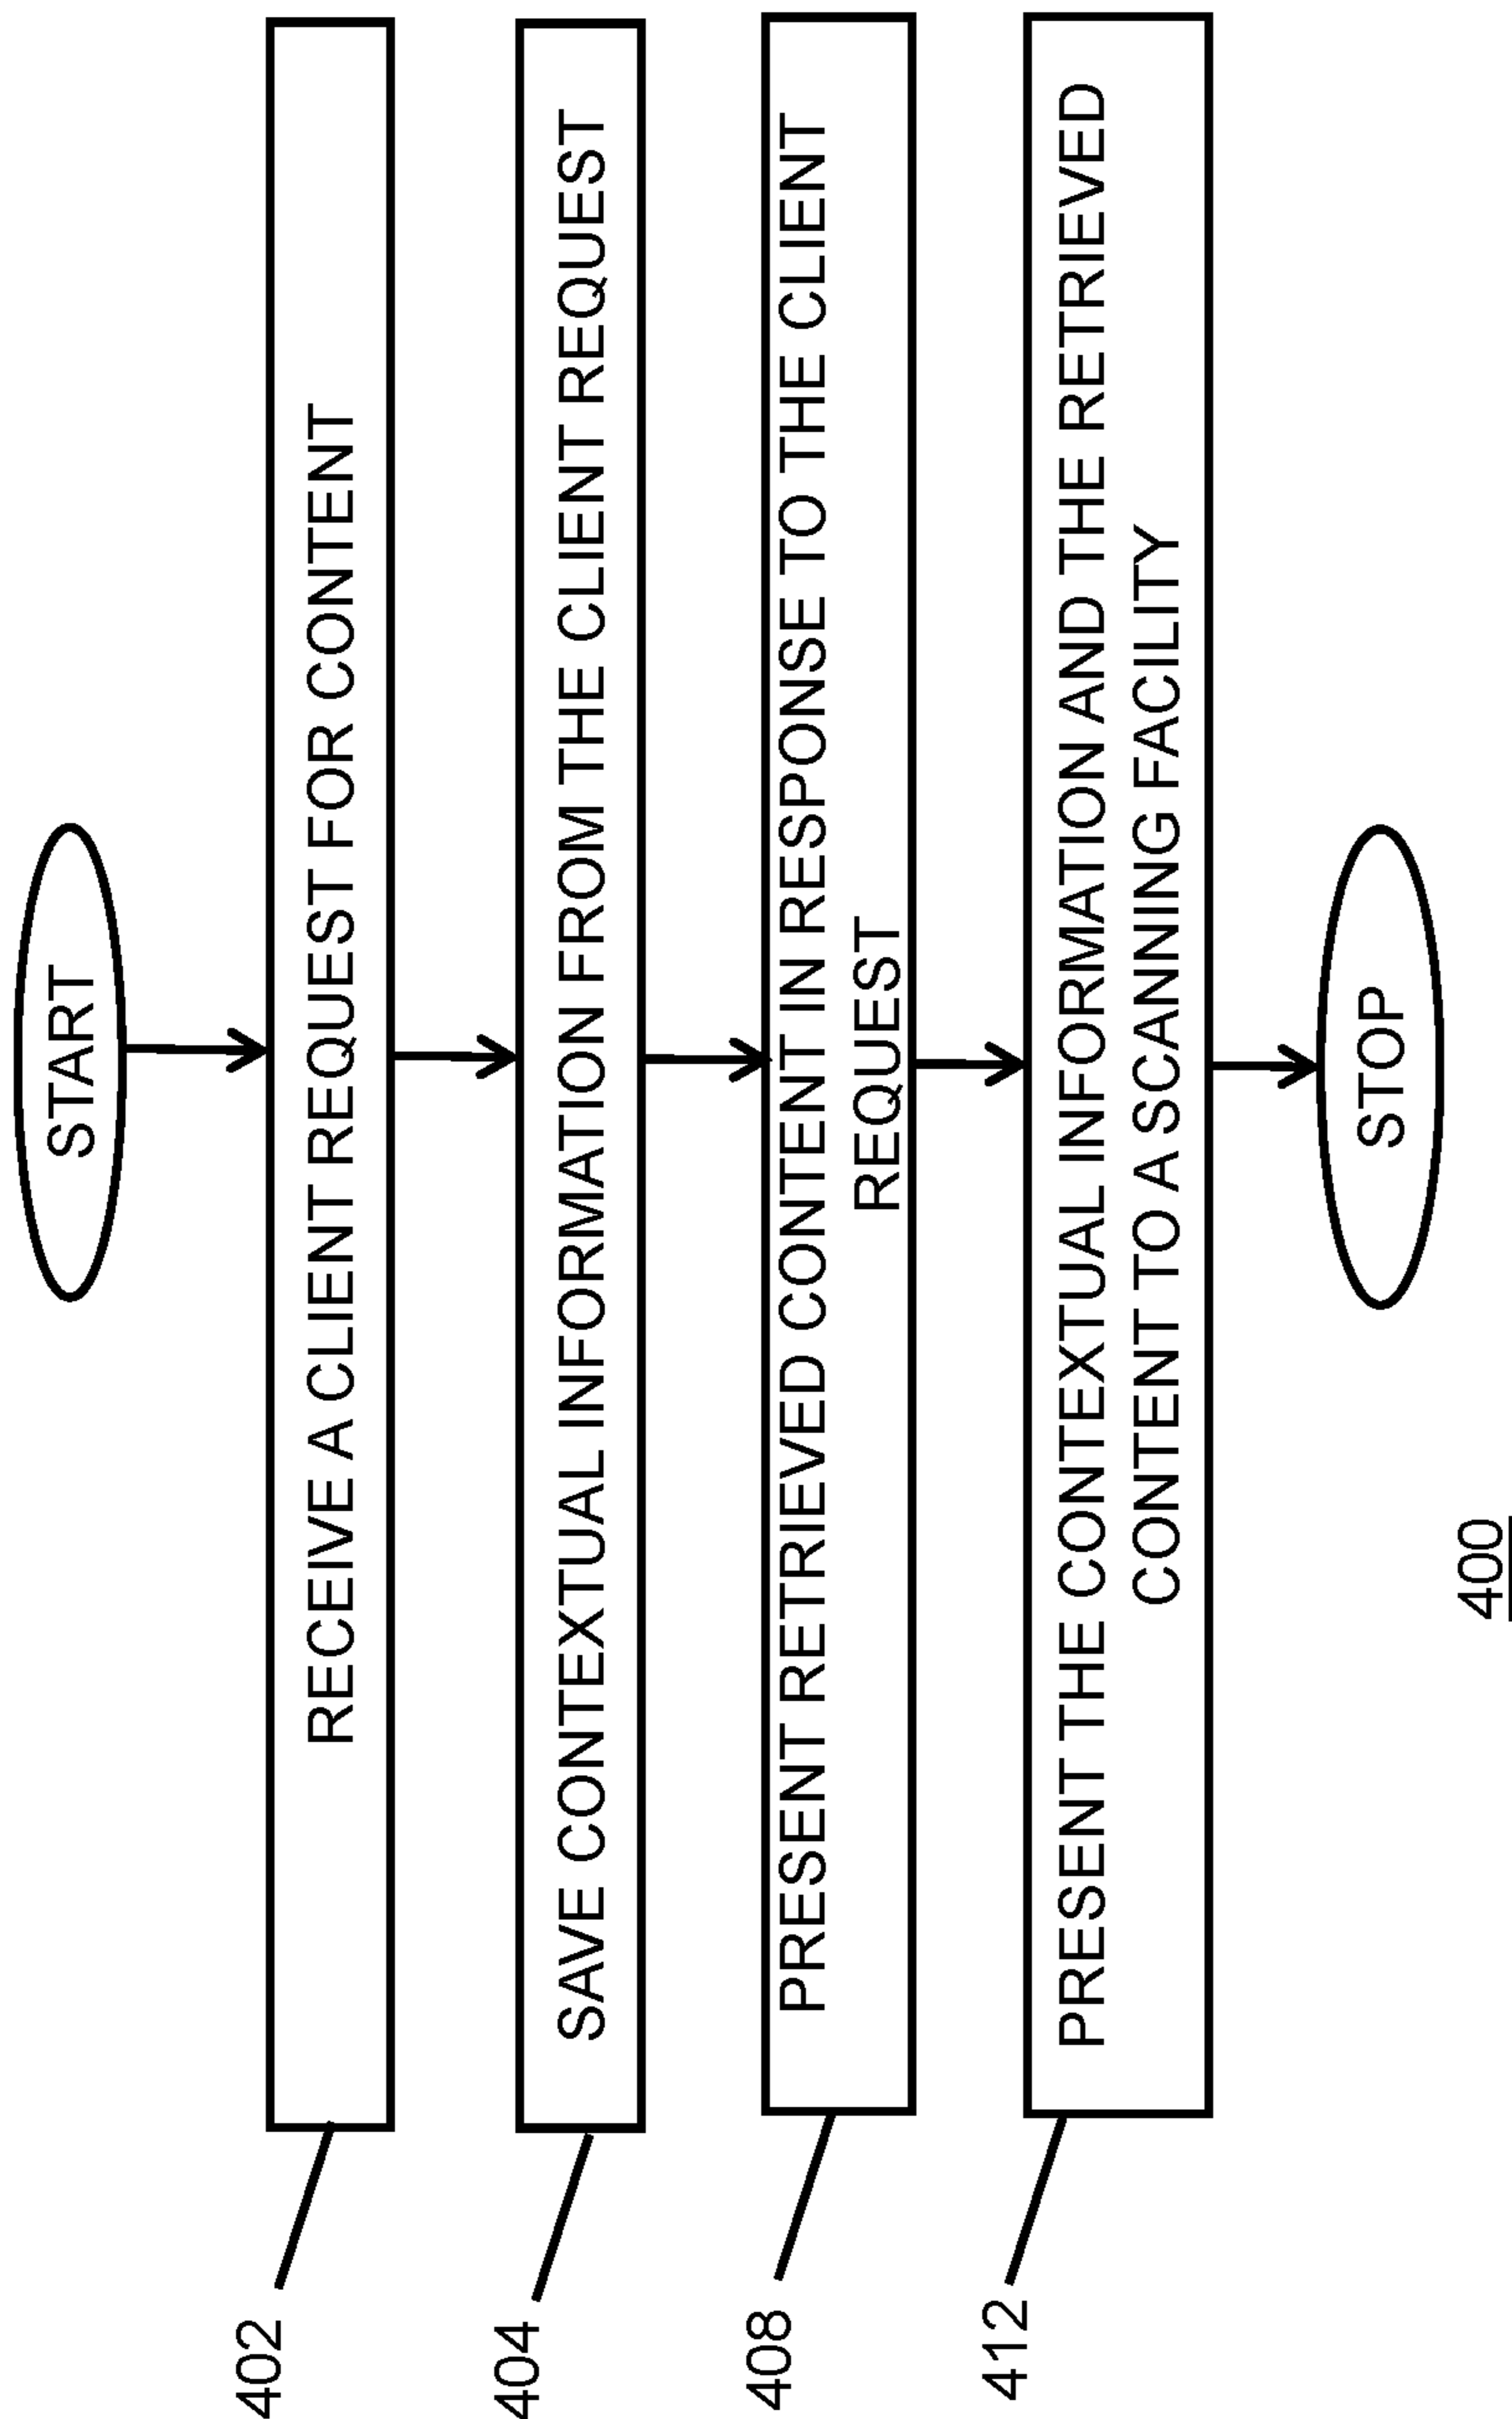 START
402
RECEIVE A CLIENT REQUEST FOR CONTENT
404
SAVE CONTEXTUAL INFORMATION FROM THE CLIENT REQUEST
408
PRESENT RETRIEVED CONTENT IN RESPONSE TO THE CLIENT
REQUEST
412
PRESENT THE CONTEXTUAL INFORMATION AND THE RETRIEVED
CONTENT TO A SCANNING FACILITY
STOP
400